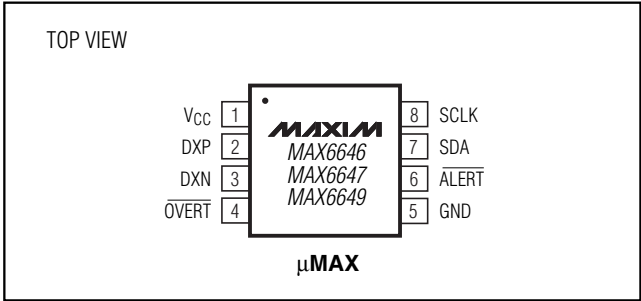 TOP VIEW
VCC 1
DXP 2
DXN 3
OVERT 4
MAXIM
MAX6646
MAX6647
MAX6649
8 SCLK
7 SDA
6 ALERT
5 GND
μMAX